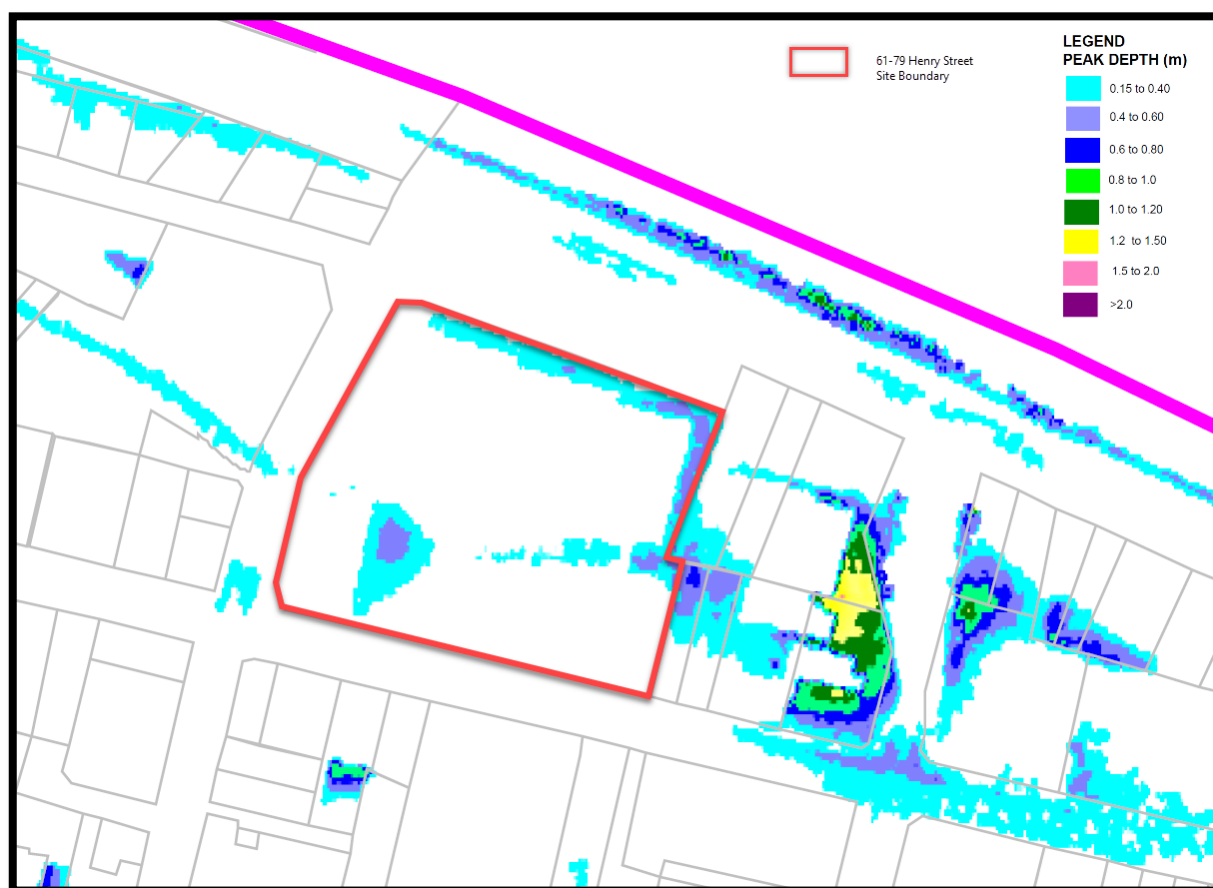 61-79 Henry Street
Site Boundary
LEGEND
PEAK DEPTH (m)
0.15 to 0.40
0.4 to 0.60
0.6 to 0.80
0.8 to 1.0
1.0 to 1.20
1.2 to 1.50
1.5 to 2.0
>2.0